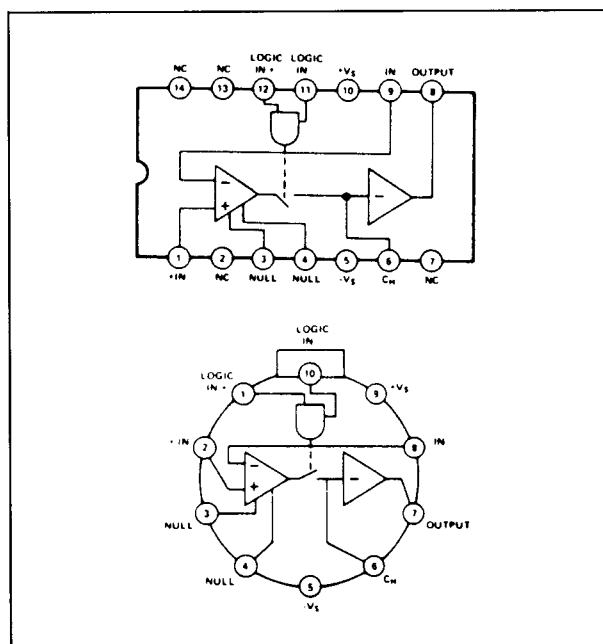 LOGIC LOGIC
NC NC IN + IN +VS IN OUTPUT
14 13 12 11 10 9 8
−
+
−
1 2 3 4 5 6 7
+IN NC NULL NULL -VS CH NC
LOGIC
IN
10
LOGIC
IN +
1
9 +VS
+ IN
2
8 IN
−
+
−
3
NULL
7
OUTPUT
4
NULL
6
CH
5
-VS